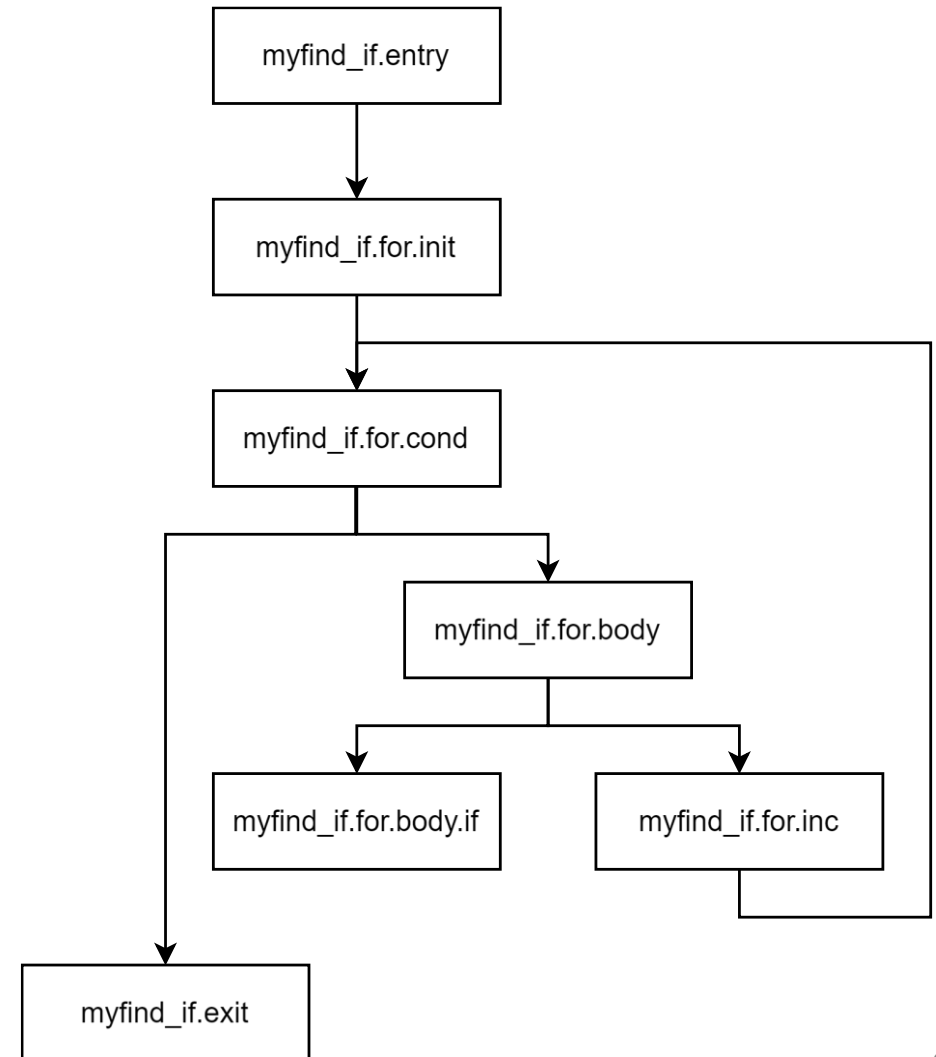 myfind_if.entry
myfind_if.for.init
myfind_if.for.cond
myfind_if.for.body
myfind_if.for.body.if
myfind_if.for.inc
myfind_if.exit